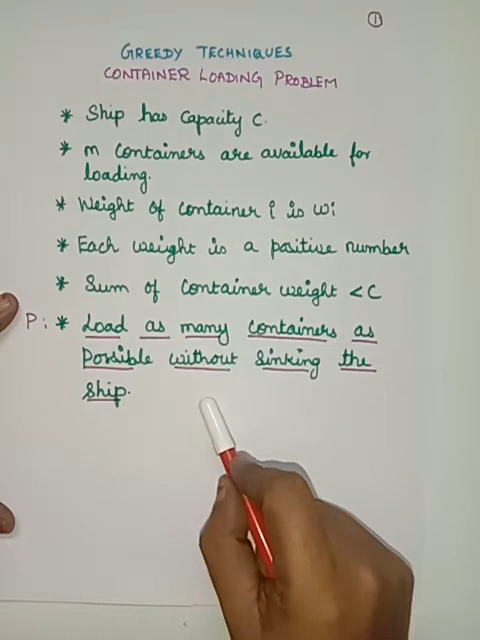 1
GREEDY TECHNIQUES
CONTAINER LOADING PROBLEM
* Ship has capacity C.
* m containers are available for
loading.
* Weight of container i is wi
* Each weight is a positive number
* Sum of container weight < C
P: * Load as many containers as
possible without sinking the
ship.